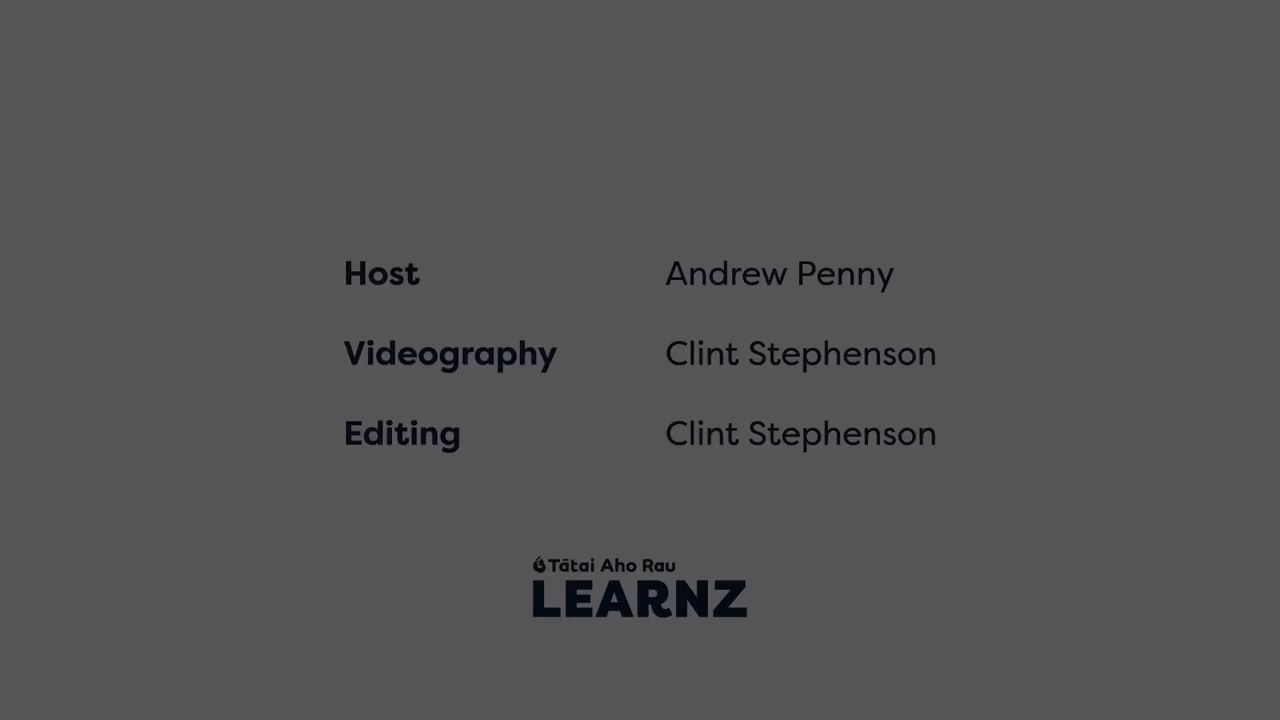 Host Andrew Penny
Videography Clint Stephenson
Editing Clint Stephenson
Tātai Aho Rau
LEARNZ